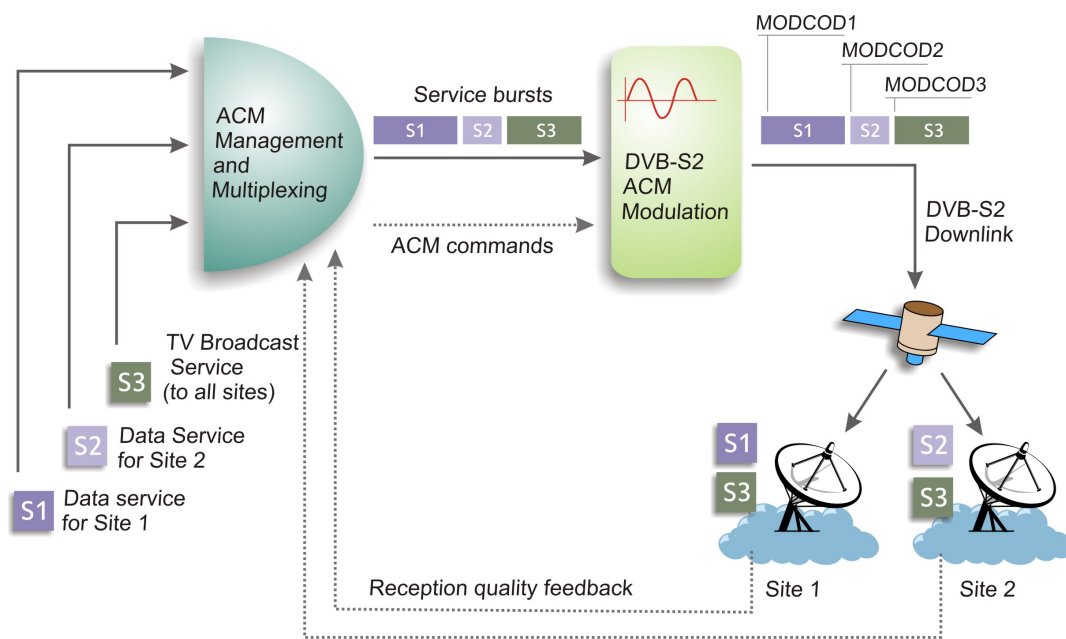 MODCOD1
MODCOD2
MODCOD3
ACM
Management
and
Multiplexing
Service bursts
S1 S2 S3
ACM commands
DVB-S2
ACM
Modulation
S1 S2 S3
DVB-S2
Downlink
S3
TV Broadcast
Service
(to all sites)
S2
Data Service
for Site 2
S1
Data service
for Site 1
S1
S3
S2
S3
Reception quality feedback
Site 1
Site 2